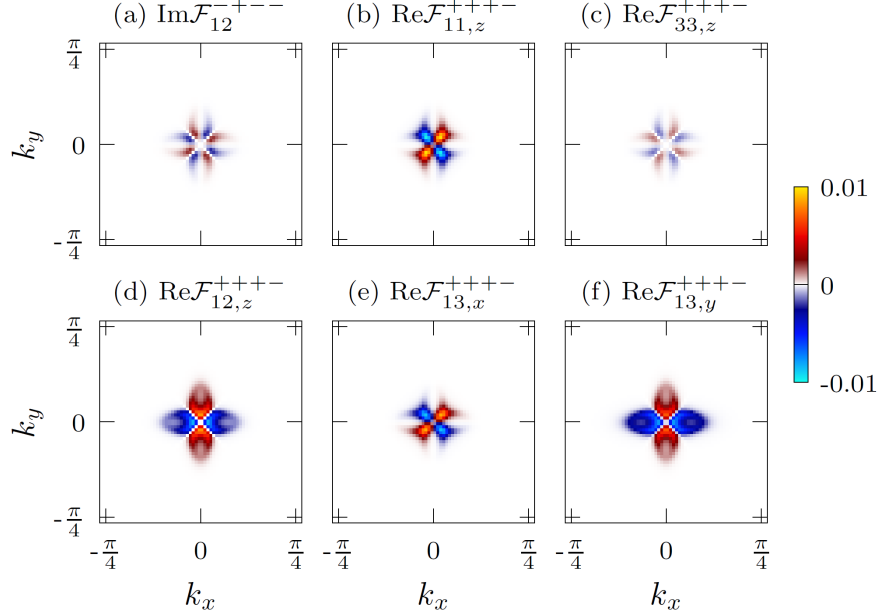 (a) ImF₁₂⁻⁺⁻⁻ (b) ReF₁₁,z⁺⁺⁺⁻ (c) ReF₃₃,z⁺⁺⁺⁻
π/4
k_y 0
-π/4
(d) ReF₁₂,z⁺⁺⁺⁻ (e) ReF₁₃,x⁺⁺⁺⁻ (f) ReF₁₃,y⁺⁺⁺⁻
π/4
k_y 0
-π/4
-π/4 0 π/4 -π/4 0 π/4 -π/4 0 π/4
k_x k_x k_x
0.01
0
-0.01